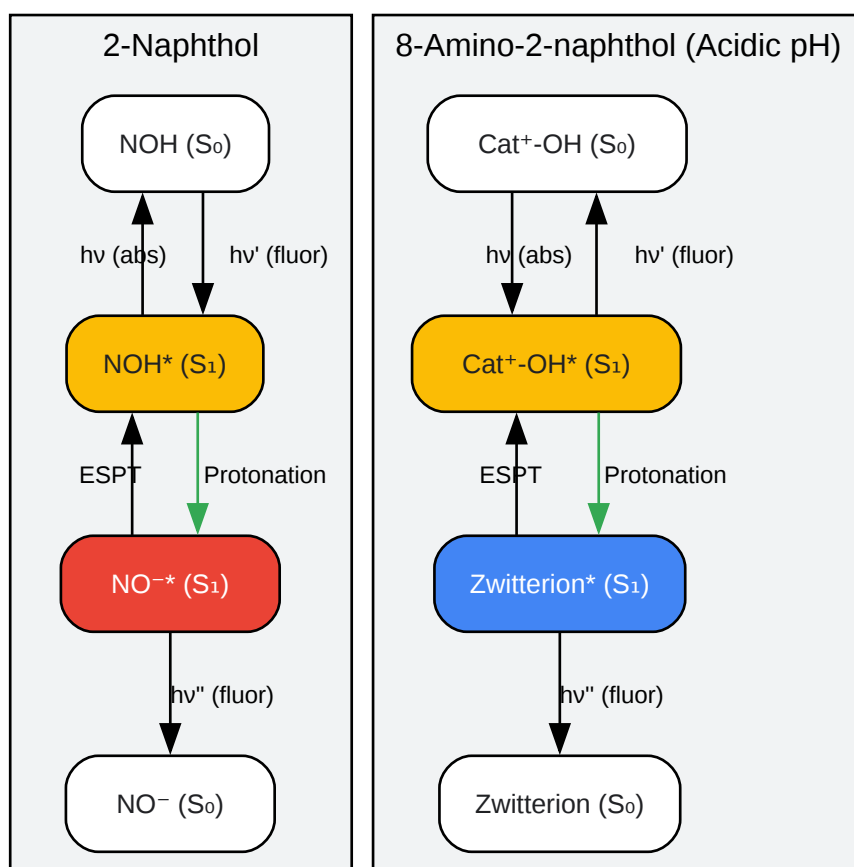 2-Naphthol
NOH (S₀)
hν (abs)
hν' (fluor)
NOH* (S₁)
ESPT
Protonation
NO⁻* (S₁)
hν'' (fluor)
NO⁻ (S₀)
8-Amino-2-naphthol (Acidic pH)
Cat⁺-OH (S₀)
hν (abs)
hν' (fluor)
Cat⁺-OH* (S₁)
ESPT
Protonation
Zwitterion* (S₁)
hν'' (fluor)
Zwitterion (S₀)